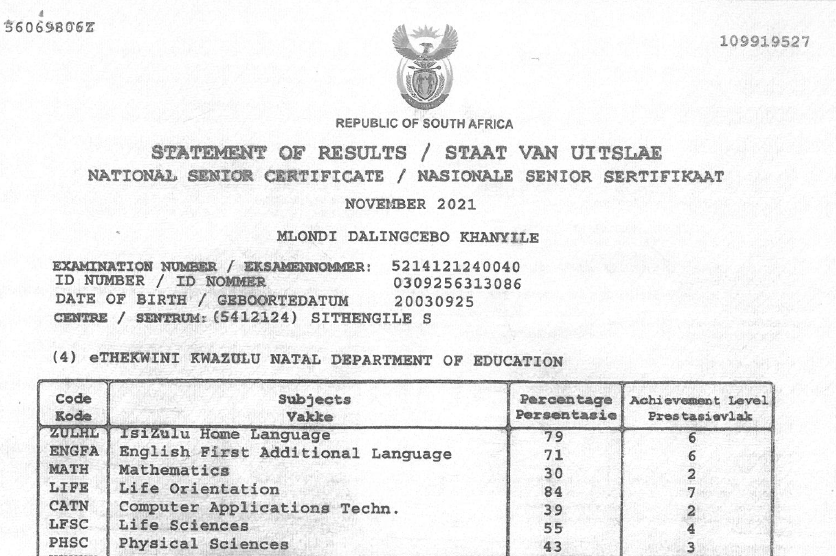 4
56069806Z
109919527
REPUBLIC OF SOUTH AFRICA
STATEMENT OF RESULTS / STAAT VAN UITSLAE
NATIONAL SENIOR CERTIFICATE / NASIONALE SENIOR SERTIFIKAAT
NOVEMBER 2021
MLONDI DALINGCEBO KHANYILE
EXAMINATION NUMBER / EKSAMENNOMMER: 5214121240040
ID NUMBER / ID NOMMER 0309256313086
DATE OF BIRTH / GEBOORTEDATUM 20030925
CENTRE / SENTRUM: (5412124) SITHENGILE S
(4) eTHEKWINI KWAZULU NATAL DEPARTMENT OF EDUCATION
Code Subjects Percentage Achievement Level
Kode Vakke Persentasie Prestasievlak
ZULHL IsiZulu Home Language 79 6
ENGFA English First Additional Language 71 6
MATH Mathematics 30 2
LIFE Life Orientation 84 7
CATN Computer Applications Techn. 39 2
LFSC Life Sciences 55 4
PHSC Physical Sciences 43 3